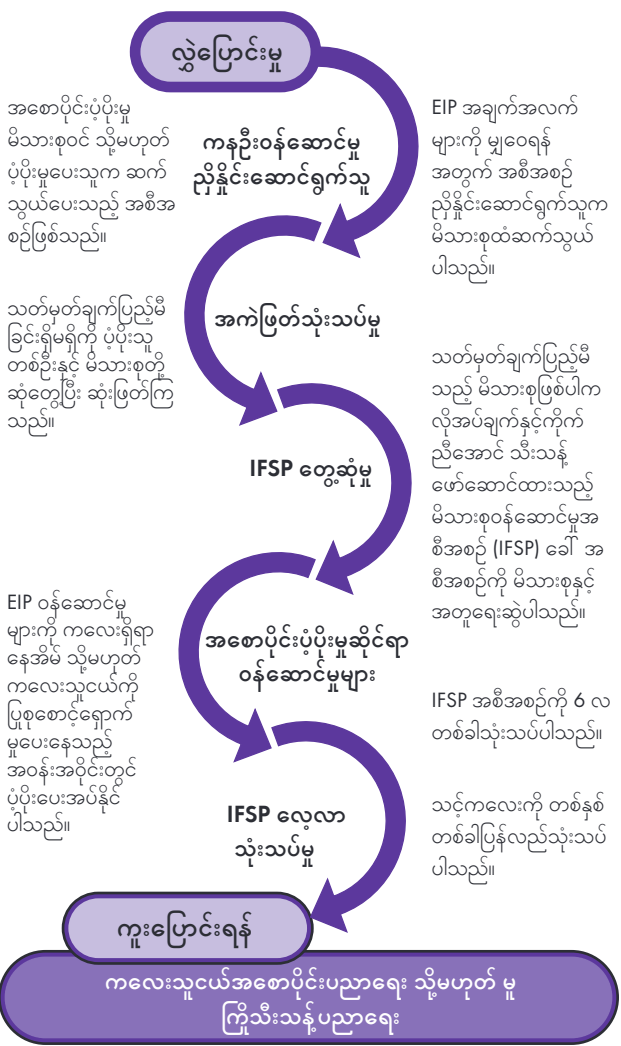 လွှဲပြောင်းမှု
အစောပိုင်းပံ့ပိုးမှု
မိသားစုဝင် သို့မဟုတ်
ပံ့ပိုးမှုပေးသူက ဆက်
သွယ်ပေးသည့် အစီအ
စဉ်ဖြစ်သည်။
ကနဦးဝန်ဆောင်မှု
ညှိနှိုင်းဆောင်ရွက်သူ
EIP အချက်အလက်
များကို မျှဝေရန်
အတွက် အစီအစဉ်
ညှိနှိုင်းဆောင်ရွက်သူက
မိသားစုထံဆက်သွယ်
ပါသည်။
သတ်မှတ်ချက်ပြည့်မီ
ခြင်းရှိမရှိကို ပံ့ပိုးသူ
တစ်ဦးနှင့် မိသားစုတို့
ဆုံတွေ့ပြီး ဆုံးဖြတ်ကြ
သည်။
အကဲဖြတ်သုံးသပ်မှု
IFSP တွေ့ဆုံမှု
သတ်မှတ်ချက်ပြည့်မီ
သည့် မိသားစုဖြစ်ပါက
လိုအပ်ချက်နှင့်ကိုက်
ညီအောင် သီးသန့်
ဖော်ဆောင်ထားသည့်
မိသားစုဝန်ဆောင်မှုအ
စီအစဉ် (IFSP) ခေါ် အ
စီအစဉ်ကို မိသားစုနှင့်
အတူရေးဆွဲပါသည်။
EIP ဝန်ဆောင်မှု
များကို ကလေးရှိရာ
နေအိမ် သို့မဟုတ်
ကလေးသူငယ်ကို
ပြုစုစောင့်ရှောက်
မှုပေးနေသည့်
အဝန်းအဝိုင်းတွင်
ပံ့ပိုးပေးအပ်နိုင်
ပါသည်။
အစောပိုင်းပံ့ပိုးမှုဆိုင်ရာ
ဝန်ဆောင်မှုများ
IFSP အစီအစဉ်ကို 6 လ
တစ်ခါသုံးသပ်ပါသည်။
IFSP လေ့လာ
သုံးသပ်မှု
သင့်ကလေးကို တစ်နှစ်
တစ်ခါပြန်လည်သုံးသပ်
ပါသည်။
ကူးပြောင်းရန်
ကလေးသူငယ်အစောပိုင်းပညာရေး သို့မဟုတ် မူ
ကြိုသီးသန့်ပညာရေး